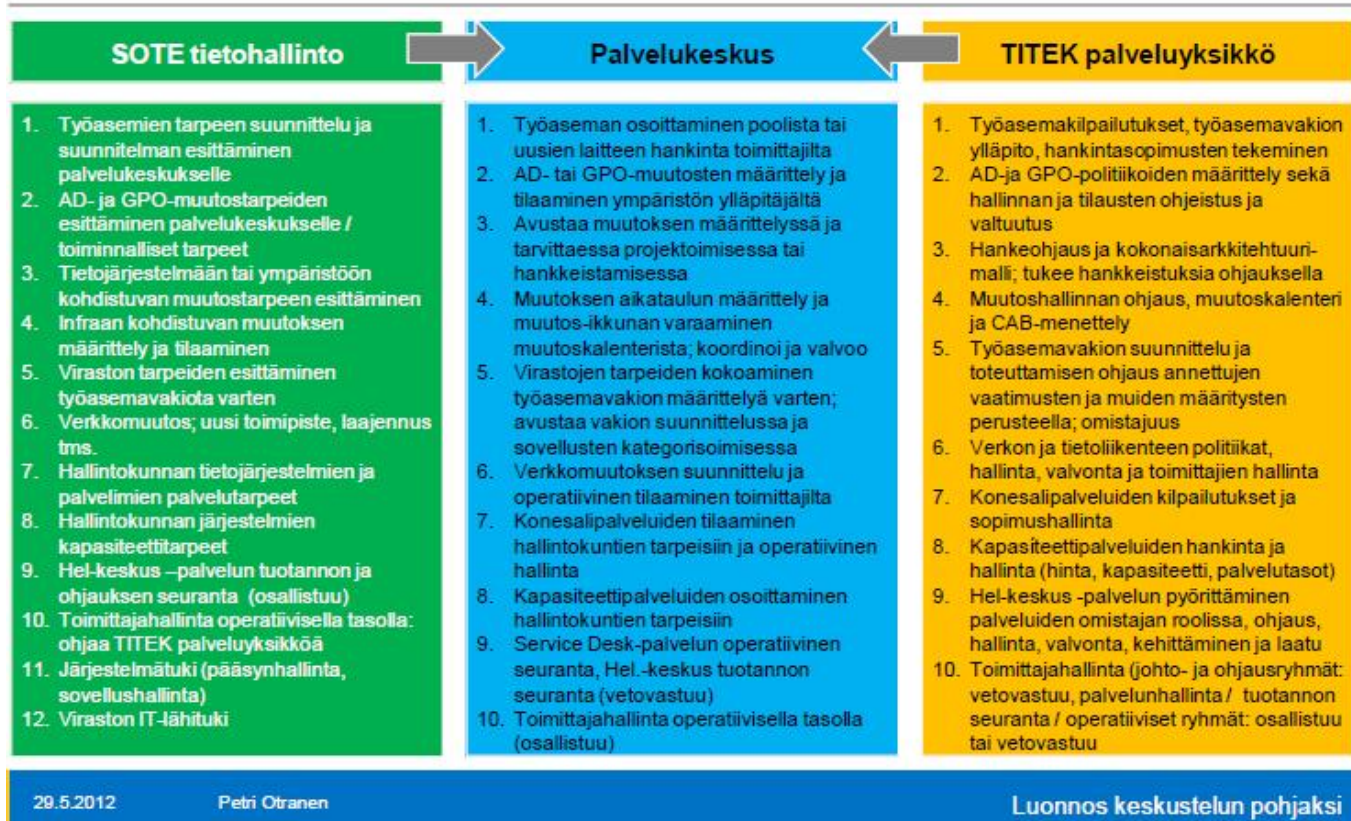 SOTE tietohallinto
Palvelukeskus
TITEK palveluyksikkö
1. Työasemien tarpeen suunnittelu ja
suunnitelman esittäminen
palvelukeskukselle
2. AD- ja GPO-muutostarpeiden
esittäminen palvelukeskukselle /
toiminnalliset tarpeet
3. Tietojärjestelmään tai ympäristöön
kohdistuvan muutostarpeen esittäminen
4. Infraan kohdistuvan muutoksen
määrittely ja tilaaminen
5. Viraston tarpeiden esittäminen
työasemavakiota varten
6. Verkkomuutos; uusi toimipiste, laajennus
tms.
7. Hallintokunnan tietojärjestelmien ja
palvelimien palvelutarpeet
8. Hallintokunnan järjestelmien
kapasiteettitarpeet
9. Hel-keskus –palvelun tuotannon ja
ohjauksen seuranta (osallistuu)
10. Toimittajahallinta operatiivisella tasolla:
ohjaa TITEK palveluyksikköä
11. Järjestelmätuki (pääsynhallinta,
sovellushallinta)
12. Viraston IT-lähituki
1. Työaseman osoittaminen poolista tai
uusien laitteen hankinta toimittajilta
2. AD- tai GPO-muutosten määrittely ja
tilaaminen ympäristön ylläpitäjältä
3. Avustaa muutoksen määrittelyssä ja
tarvittaessa projektoimisessa tai
hankkeistamisessa
4. Muutoksen aikataulun määrittely ja
muutos-ikkunan varaaminen
muutoskalenterista; koordinoi ja valvoo
5. Virastojen tarpeiden kokoaminen
työasemavakion määrittelyä varten;
avustaa vakion suunnittelussa ja
sovellusten kategorisoimisessa
6. Verkkomuutoksen suunnittelu ja
operatiivinen tilaaminen toimittajilta
7. Konesalipalveluiden tilaaminen
hallintokuntien tarpeisiin ja operatiivinen
hallinta
8. Kapasiteettipalveluiden osoittaminen
hallintokuntien tarpeisiin
9. Service Desk-palvelun operatiivinen
seuranta, Hel.-keskus tuotannon
seuranta (vetovastuu)
10. Toimittajahallinta operatiivisella tasolla
(osallistuu)
1. Työasemakilpailutukset, työasemavakion
ylläpito, hankintasopimusten tekeminen
2. AD-ja GPO-politiikoiden määrittely sekä
hallinnan ja tilausten ohjeistus ja
valtuutus
3. Hankeohjaus ja kokonaisarkkitehtuuri-
malli; tukee hankkeistuksia ohjauksella
4. Muutoshallinnan ohjaus, muutoskalenteri
ja CAB-menettely
5. Työasemavakion suunnittelu ja
toteuttamisen ohjaus annettujen
vaatimusten ja muiden määritysten
perusteella; omistajuus
6. Verkon ja tietoliikenteen politiikat,
hallinta, valvonta ja toimittajien hallinta
7. Konesalipalveluiden kilpailutukset ja
sopimushallinta
8. Kapasiteettipalveluiden hankinta ja
hallinta (hinta, kapasiteetti, palvelutasot)
9. Hel-keskus -palvelun pyörittäminen
palveluiden omistajan roolissa, ohjaus,
hallinta, valvonta, kehittäminen ja laatu
10. Toimittajahallinta (johto- ja ohjausryhmät:
vetovastuu, palvelunhallinta / tuotannon
seuranta / operatiiviset ryhmät: osallistuu
tai vetovastuu
29.5.2012
Petri Otranen
Luonnos keskustelun pohjaksi